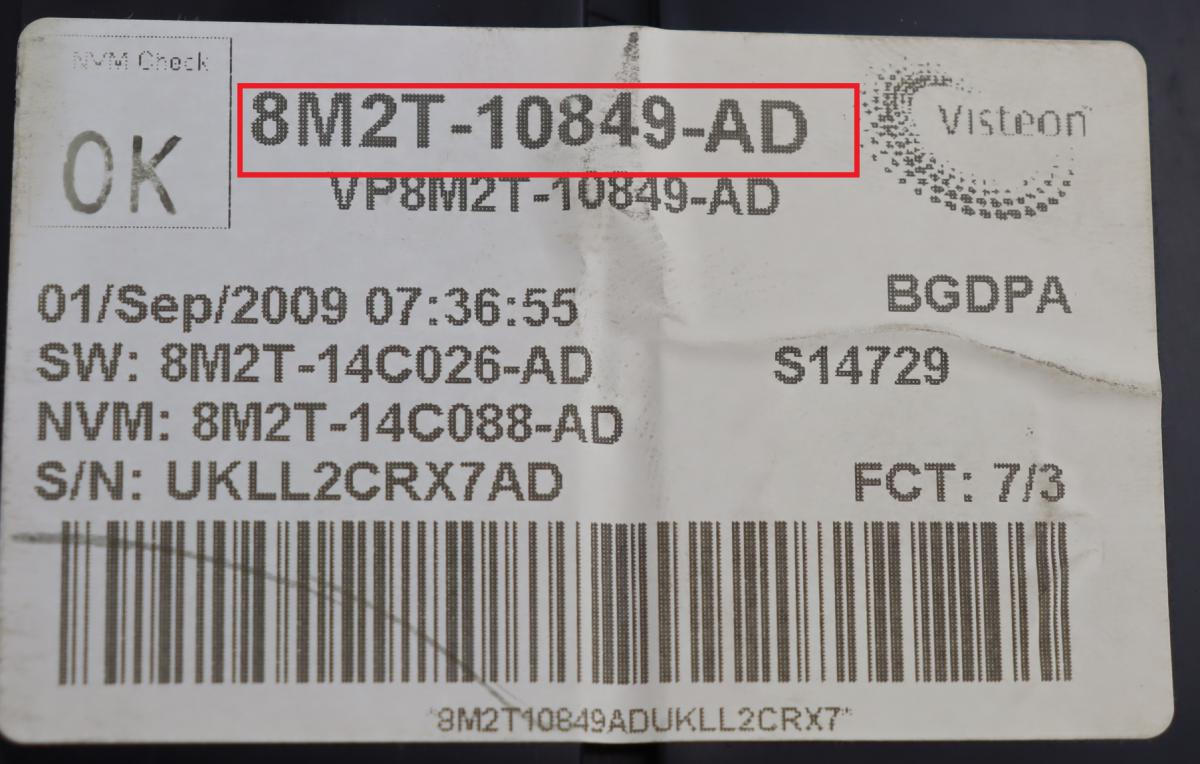 NVM Check
OK
8M2T-10849-AD
VP8M2T-10849-AD
Visteon
01/Sep/2009 07:36:55
BGDPA
SW: 8M2T-14C026-AD
S14729
NVM: 8M2T-14C088-AD
S/N: UKLL2CRX7AD
FCT: 7/3
*8M2T10849ADUKLL2CRX7*